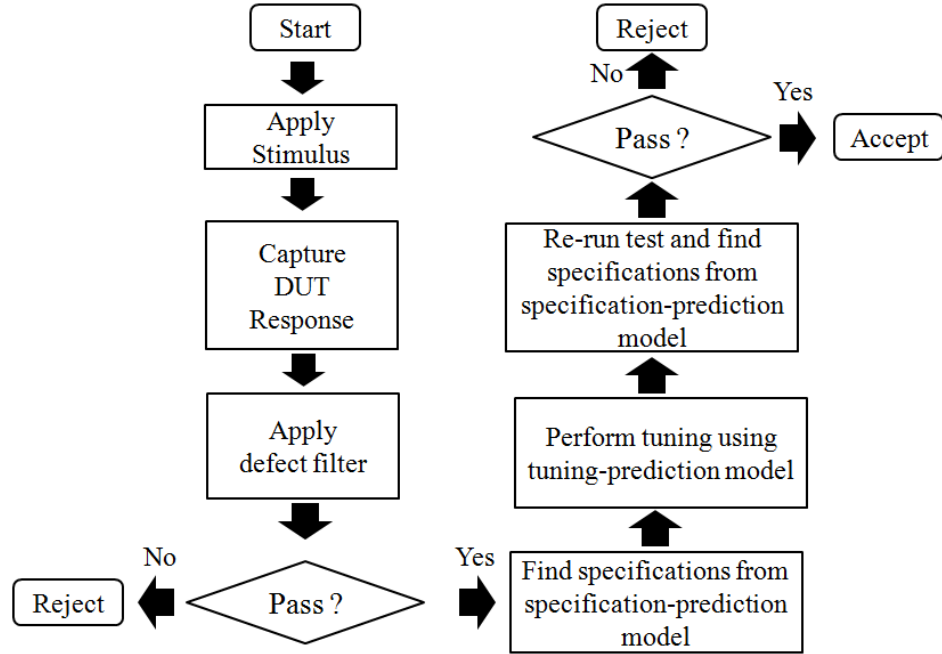 Start
Apply
Stimulus
Capture
DUT
Response
Apply
defect filter
Pass ?
No
Reject
Yes
Find specifications from
specification-prediction
model
Perform tuning using
tuning-prediction model
Re-run test and find
specifications from
specification-prediction
model
Pass ?
No
Reject
Yes
Accept